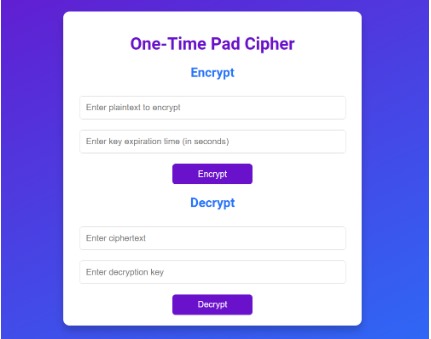 One-Time Pad Cipher
Encrypt
Enter plaintext to encrypt
Enter key expiration time (in seconds)
Encrypt
Decrypt
Enter ciphertext
Enter decryption key
Decrypt